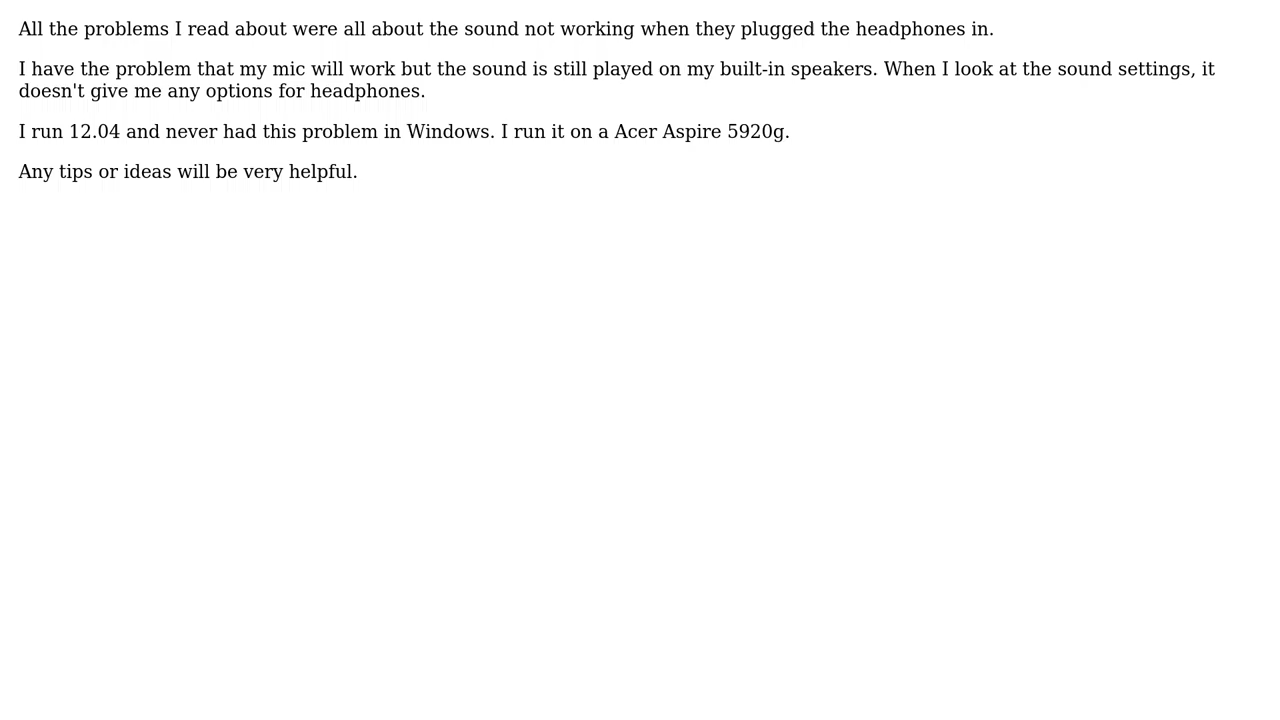 All the problems I read about were all about the sound not working when they plugged the headphones in.
I have the problem that my mic will work but the sound is still played on my built-in speakers. When I look at the sound settings, it
doesn't give me any options for headphones.
I run 12.04 and never had this problem in Windows. I run it on a Acer Aspire 5920g.
Any tips or ideas will be very helpful.